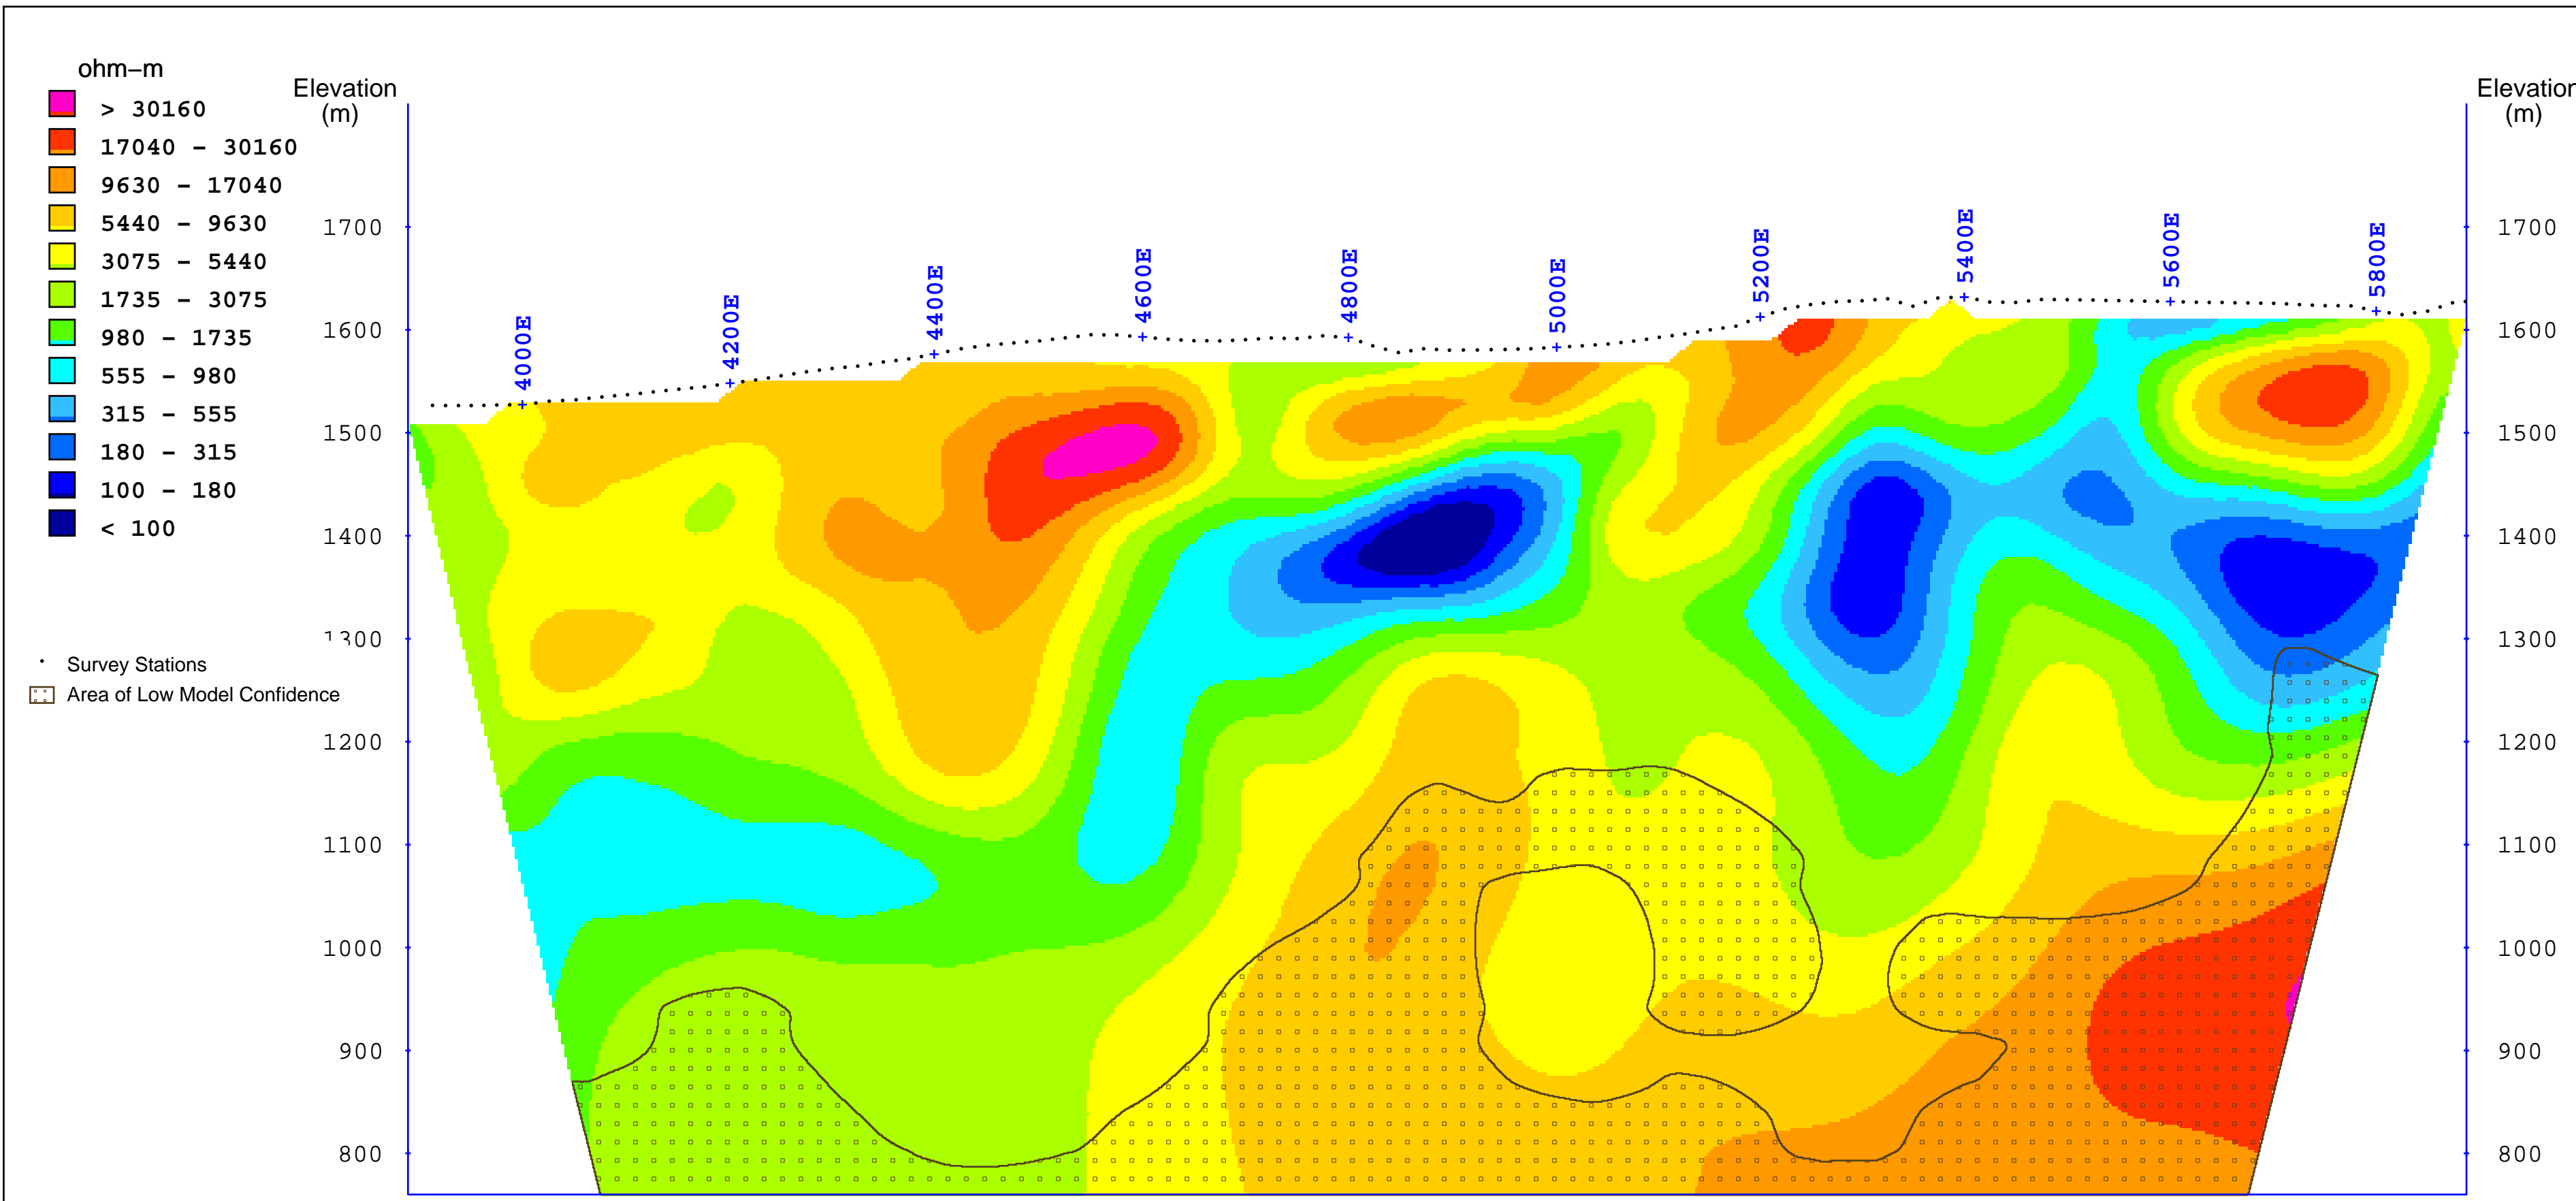 ohm-m
> 30160
17040 - 30160
9630 - 17040
5440 - 9630
3075 - 5440
1735 - 3075
980 - 1735
555 - 980
315 - 555
180 - 315
100 - 180
< 100
Survey Stations
Area of Low Model Confidence
Elevation
(m)
1700
1600
1500
1400
1300
1200
1100
1000
900
800
4000E
4200E
4400E
4600E
4800E
5000E
5200E
5400E
5600E
5800E
Elevation
(m)
1700
1600
1500
1400
1300
1200
1100
1000
900
800